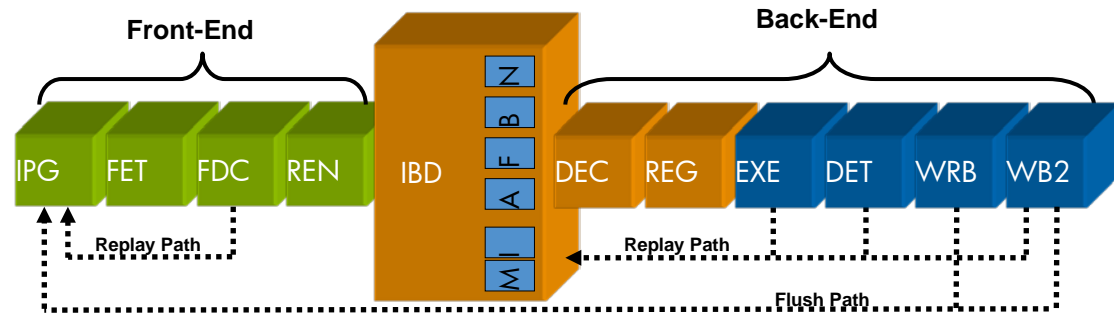 Front-End
Back-End
IPG FET FDC REN IBD DEC REG EXE DET WRB WB2
N
B
F
A
I
M
Replay Path
Replay Path
Flush Path